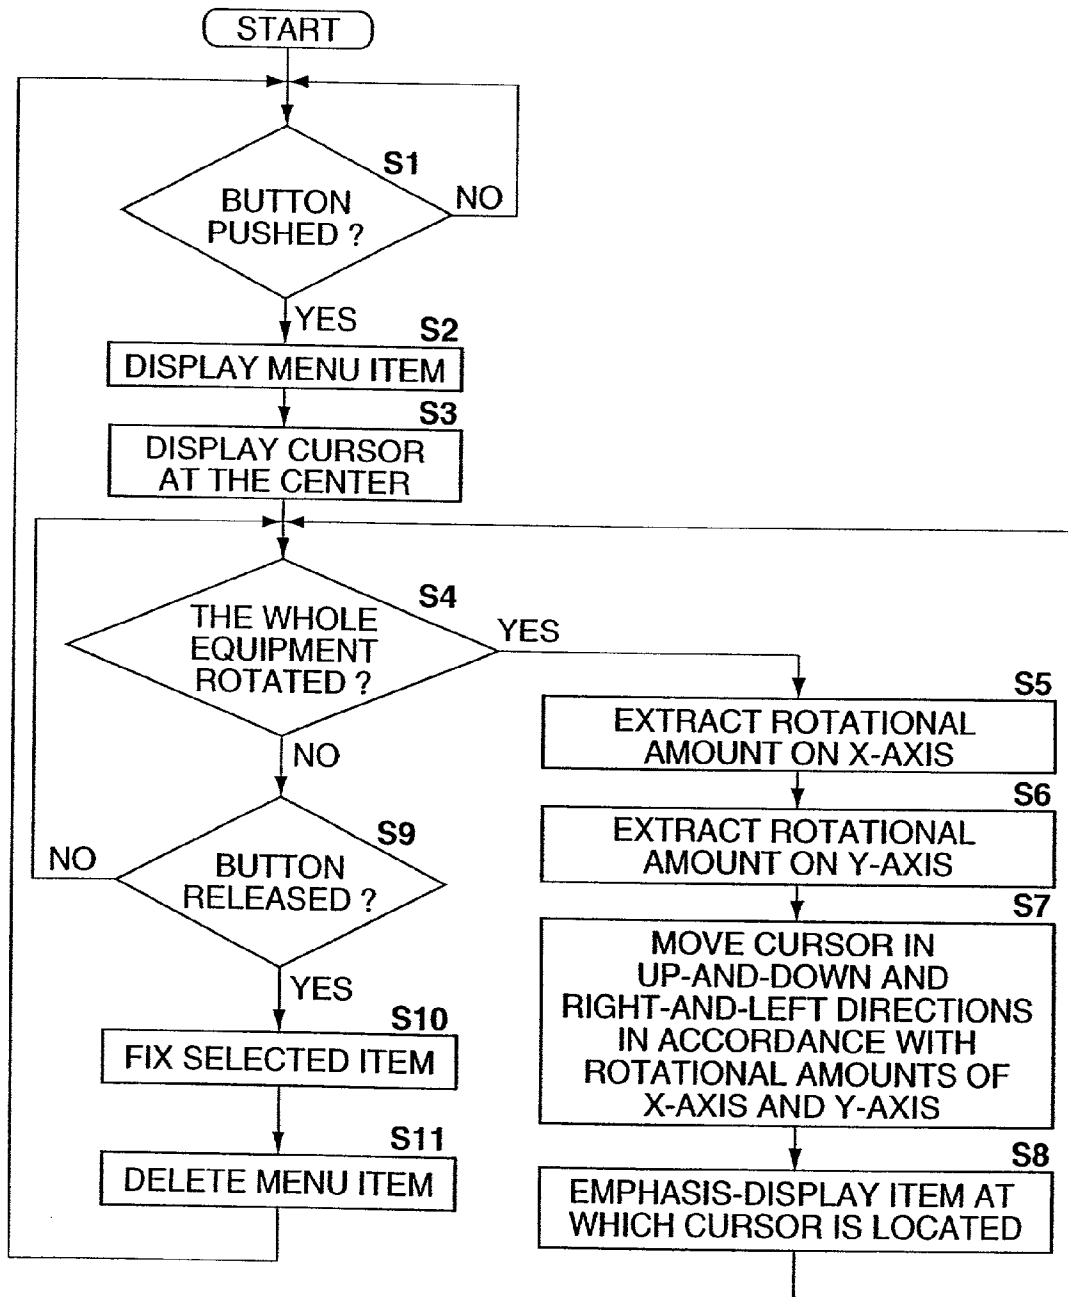 START
S1
BUTTON
PUSHED ?
NO
YES
S2
DISPLAY MENU ITEM
S3
DISPLAY CURSOR
AT THE CENTER
S4
THE WHOLE
EQUIPMENT
ROTATED ?
YES
NO
S5
EXTRACT ROTATIONAL
AMOUNT ON X-AXIS
S6
EXTRACT ROTATIONAL
AMOUNT ON Y-AXIS
S7
MOVE CURSOR IN
UP-AND-DOWN AND
RIGHT-AND-LEFT DIRECTIONS
IN ACCORDANCE WITH
ROTATIONAL AMOUNTS OF
X-AXIS AND Y-AXIS
S8
EMPHASIS-DISPLAY ITEM AT
WHICH CURSOR IS LOCATED
S9
BUTTON
RELEASED ?
NO
YES
S10
FIX SELECTED ITEM
S11
DELETE MENU ITEM